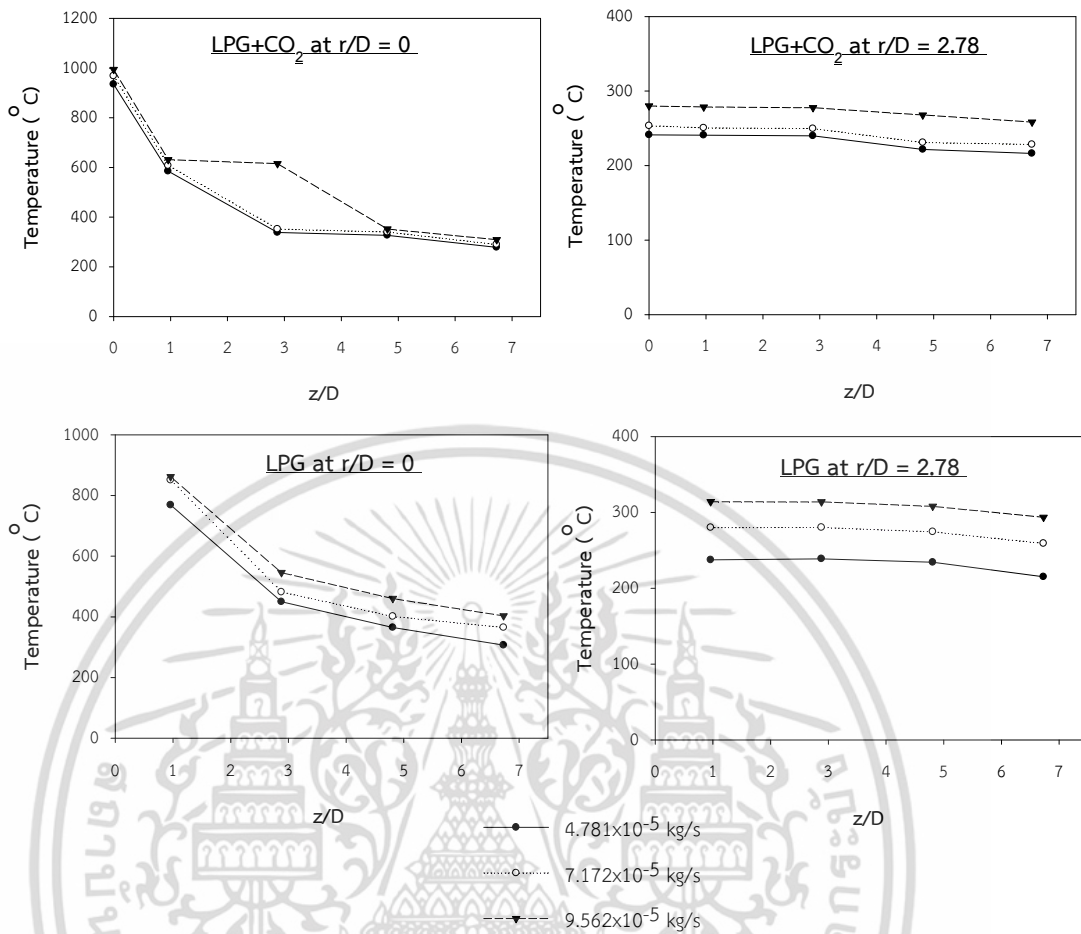 LPG+CO2 at r/D = 0
Temperature ( O C)
1200
1000
800
600
400
200
0
0 1 2 3 4 5 6 7
z/D
LPG+CO2 at r/D = 2.78
Temperature ( O C)
400
300
200
100
0
0 1 2 3 4 5 6 7
z/D
LPG at r/D = 0
Temperature ( O C)
1000
800
600
400
200
0
0 1 2 3 4 5 6 7
z/D
LPG at r/D = 2.78
Temperature ( O C)
400
300
200
100
0
0 1 2 3 4 5 6 7
z/D
4.781x10-5 kg/s
7.172x10-5 kg/s
9.562x10-5 kg/s